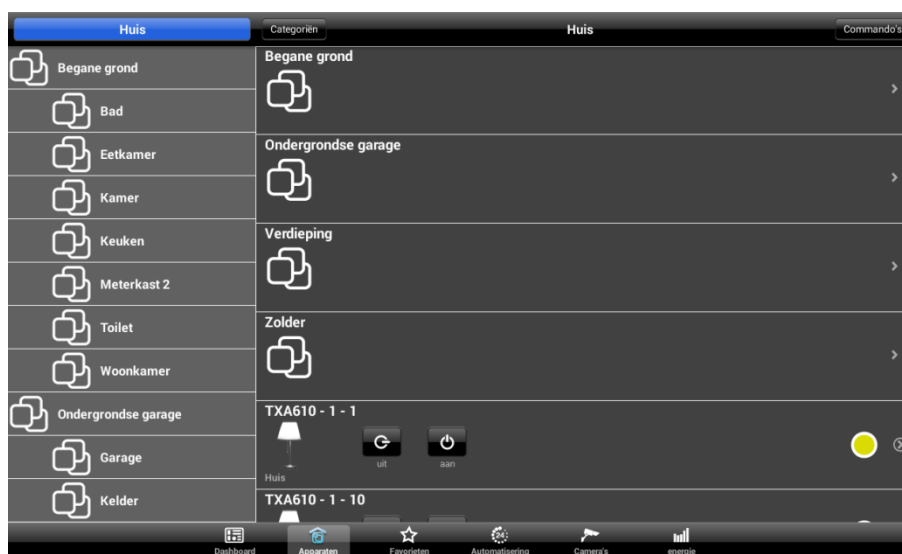 Huis
Categoriën
Huis
Commando's
Begane grond
Bad
Eetkamer
Kamer
Keuken
Meterkast 2
Toilet
Woonkamer
Ondergrondse garage
Garage
Kelder
Begane grond
Ondergrondse garage
Verdieping
Zolder
TXA610 - 1 - 1
uit
aan
Huis
TXA610 - 1 - 10
24
Dashboard
Apparaten
Favorieten
Automatisering
Camera's
energie